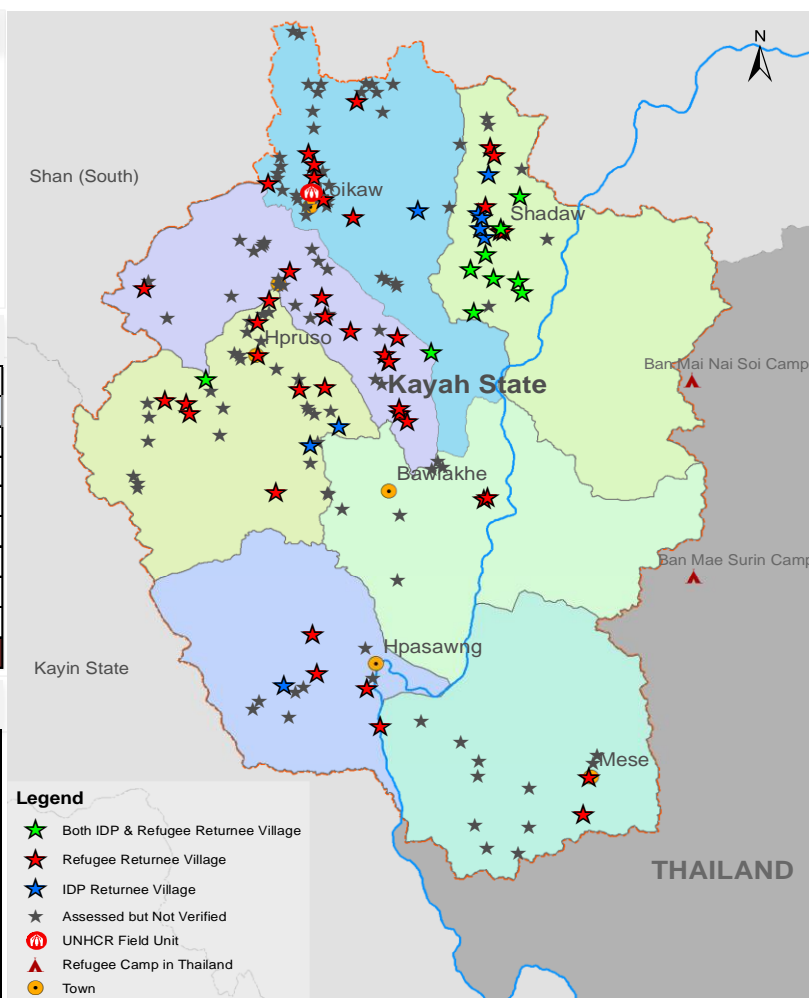 N
Shan (South)
oikaw
Shadaw
Hpruso
Ban Mai Nai Soi Camp
Kayah State
Bawlakhe
Ban Mae Surin Camp
Hpasawng
Kayin State
Mese
THAILAND
Legend
Both IDP & Refugee Returnee Village
Refugee Returnee Village
IDP Returnee Village
Assessed but Not Verified
UNHCR Field Unit
Refugee Camp in Thailand
Town